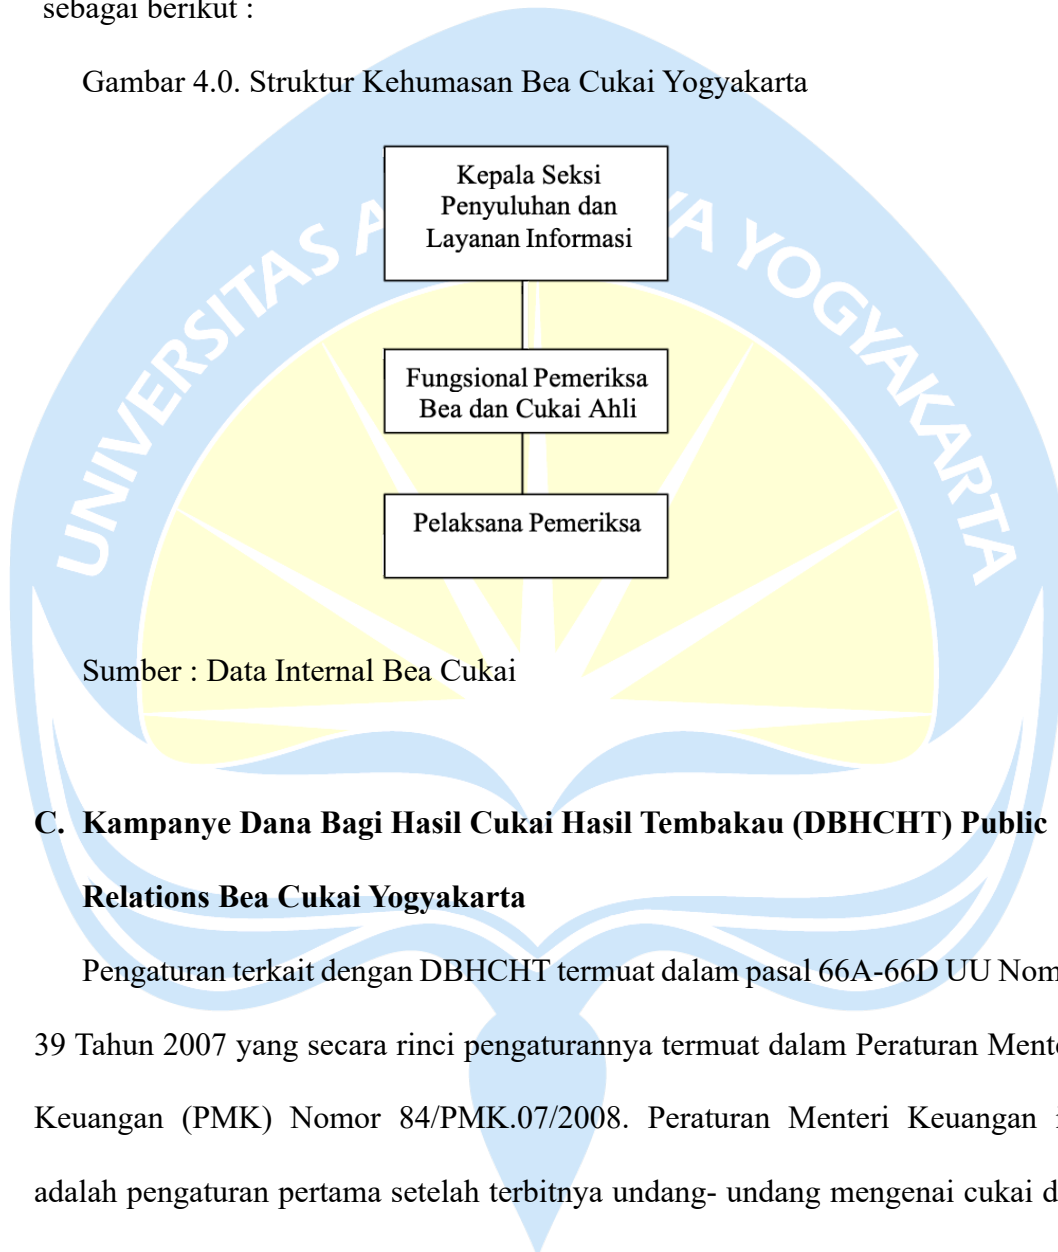 sebagai berikut :
Gambar 4.0. Struktur Kehumasan Bea Cukai Yogyakarta
Kepala Seksi
Penyuluhan dan
Layanan Informasi
Fungsional Pemeriksa
Bea dan Cukai Ahli
Pelaksana Pemeriksa
Sumber : Data Internal Bea Cukai
C. Kampanye Dana Bagi Hasil Cukai Hasil Tembakau (DBHCHT) Public
Relations Bea Cukai Yogyakarta
Pengaturan terkait dengan DBHCHT termuat dalam pasal 66A-66D UU Nom
39 Tahun 2007 yang secara rinci pengaturannya termuat dalam Peraturan Mente
Keuangan (PMK) Nomor 84/PMK.07/2008. Peraturan Menteri Keuangan i
adalah pengaturan pertama setelah terbitnya undang- undang mengenai cukai d
UNIVERSITAS A YA YOGYAKARTA